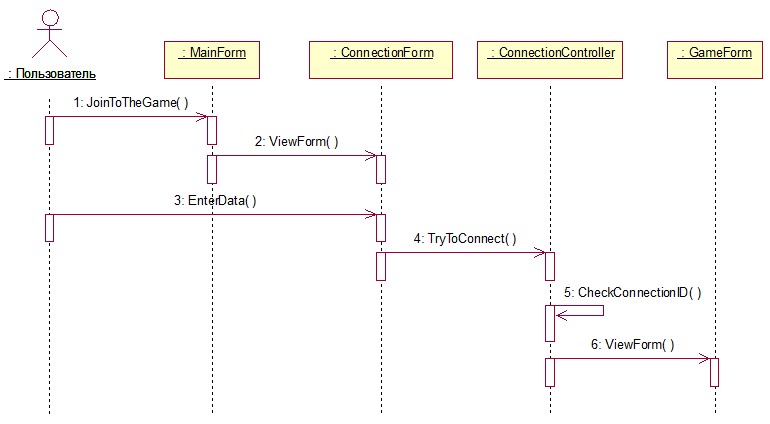 : MainForm
: ConnectionForm
: ConnectionController
: GameForm
: Пользователь
1: JoinToTheGame( )
2: ViewForm( )
3: EnterData( )
4: TryToConnect( )
5: CheckConnectionID( )
6: ViewForm( )